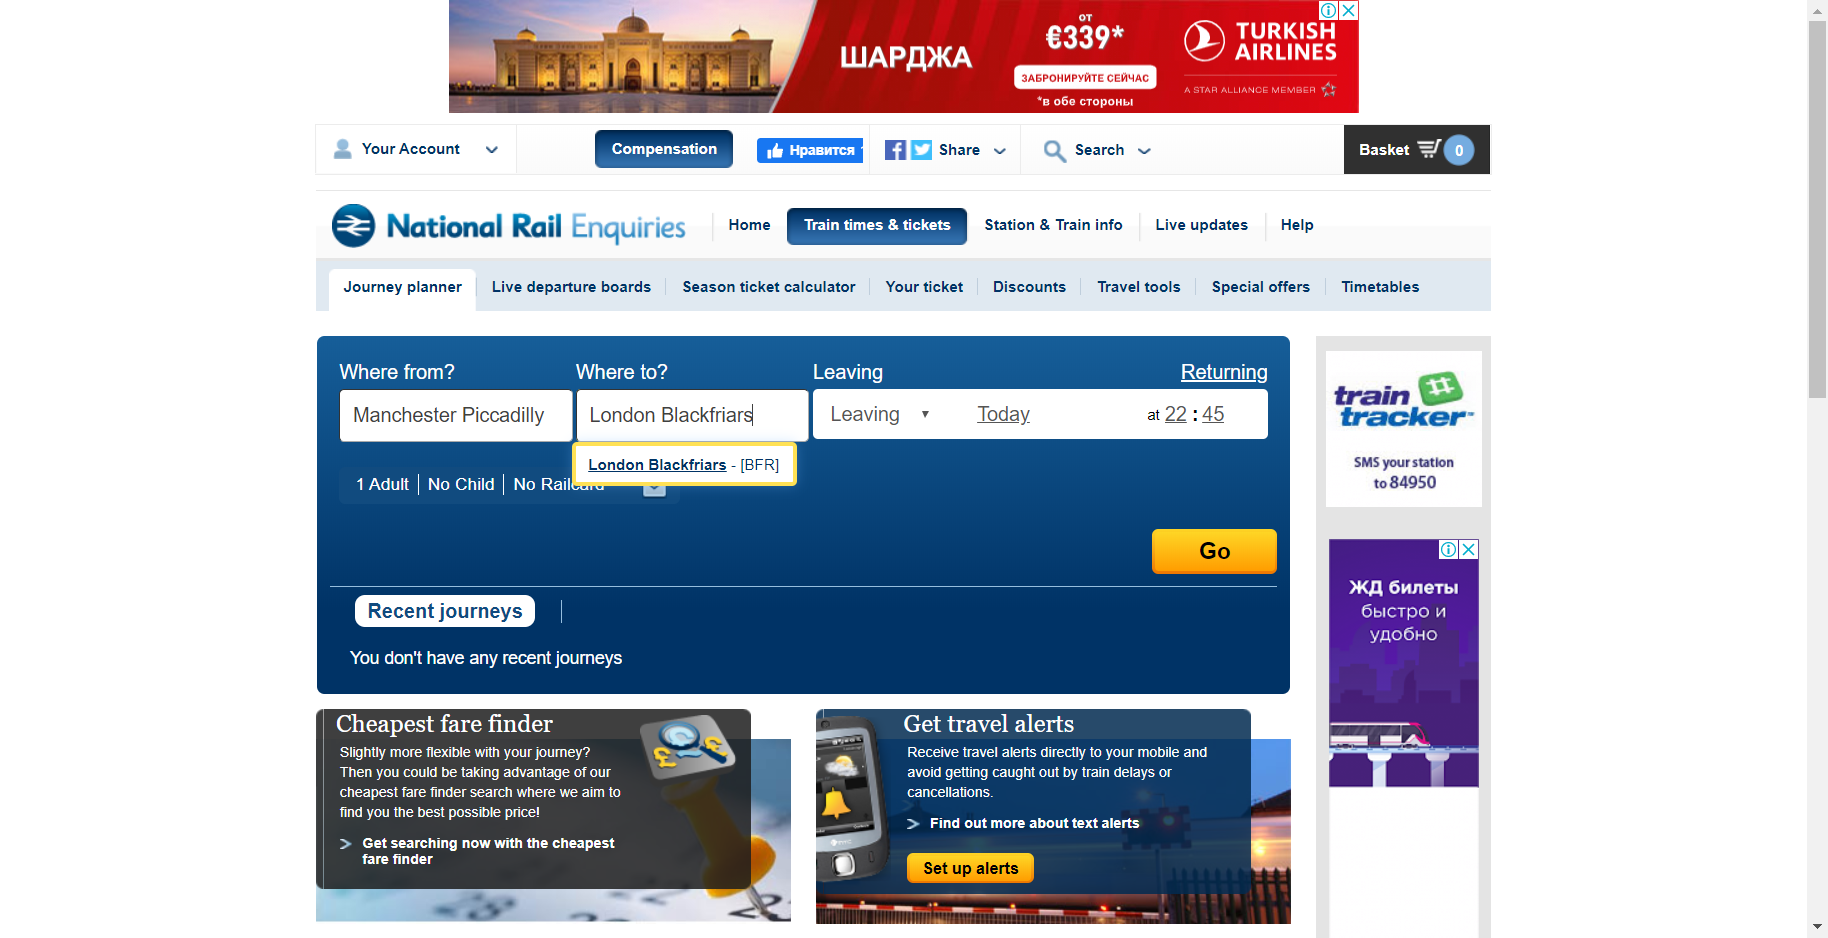 ШАРДЖА
ОТ
€339*
ЗАБРОНИРУЙТЕ СЕЙЧАС
*в обе стороны
TURKISH
AIRLINES
A STAR ALLIANCE MEMBER
Your Account
Compensation
Нравится
Share
Search
Basket
0
National Rail Enquiries
Home
Train times & tickets
Station & Train info
Live updates
Help
Journey planner
Live departure boards
Season ticket calculator
Your ticket
Discounts
Travel tools
Special offers
Timetables
Where from?
Where to?
Leaving
Returning
Manchester Piccadilly
London Blackfriars
Leaving
Today
at 22 : 45
London Blackfriars - [BFR]
1 Adult
No Child
No Railcard
Go
Recent journeys
You don't have any recent journeys
train
tracker™
SMS your station
to 84950
ЖД билеты
быстро и
удобно
Cheapest fare finder
Slightly more flexible with your journey?
Then you could be taking advantage of our
cheapest fare finder search where we aim to
find you the best possible price!
Get searching now with the cheapest
fare finder
Get travel alerts
Receive travel alerts directly to your mobile and
avoid getting caught out by train delays or
cancellations.
Find out more about text alerts
Set up alerts